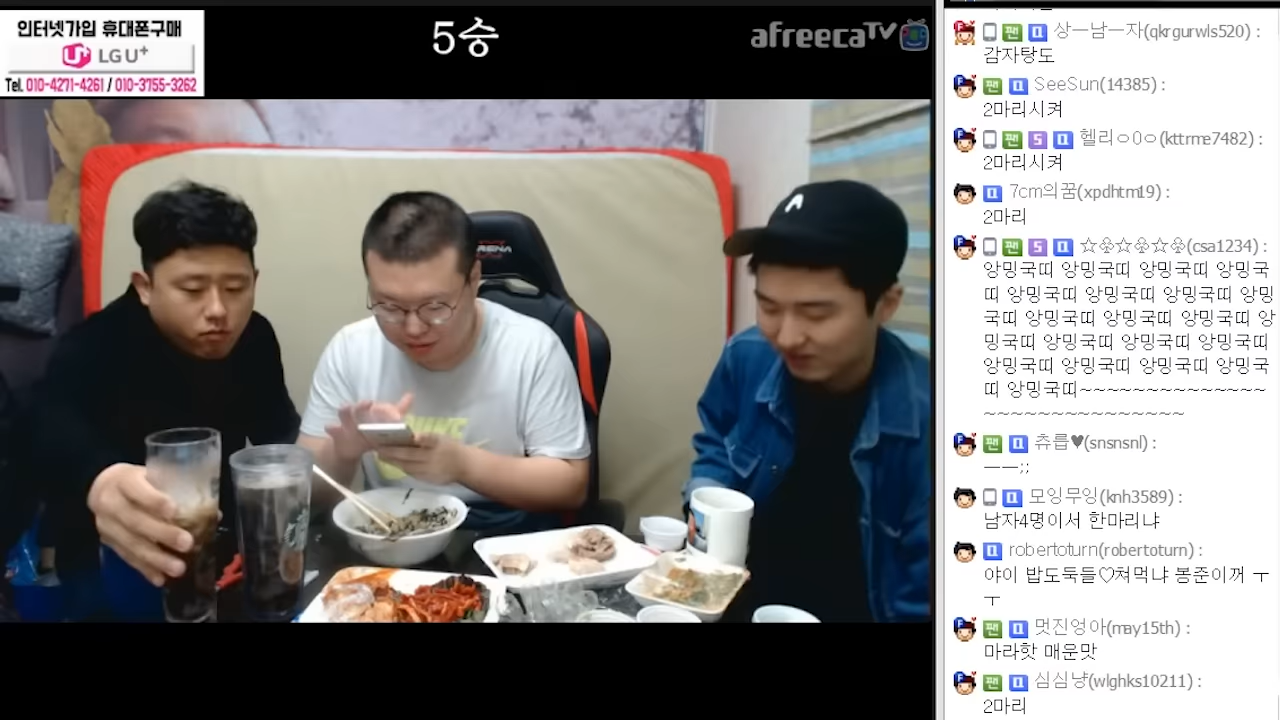 인터넷가입 휴대폰구매
LG U+
Tel. 010-4271-4261 / 010-3755-3262
5승
afreecaTV
상ㅡ남ㅡ자(qkrgurwls520) :
감자탕도
SeeSun(14385) :
2마리시켜
헬리ㅇ0ㅇ(kttrme7482) :
2마리시켜
7cm의꿈(xpdhtm19) :
2마리
☆♧☆♧☆♧(csa1234) :
앙밍국띠 앙밍국띠 앙밍국띠 앙밍국
띠 앙밍국띠 앙밍국띠 앙밍국띠 앙밍
국띠 앙밍국띠 앙밍국띠 앙밍국띠 앙
밍국띠 앙밍국띠 앙밍국띠 앙밍국띠
앙밍국띠 앙밍국띠 앙밍국띠 앙밍국
띠 앙밍국띠~~~~~~~~~~~~~~
~~~~~~~~~~~~~~~
츄릅♥(snsnsnl) :
ㅡㅡ;;
모잉무잉(knh3589) :
남자4명이서 한마리냐
robertoturn(robertoturn) :
야이 밥도둑들♡쳐먹냐 봉준이꺼 ㅜ
ㅜ
멋진엉아(may15th) :
마라핫 매운맛
심심냥(wlghks10211) :
2마리